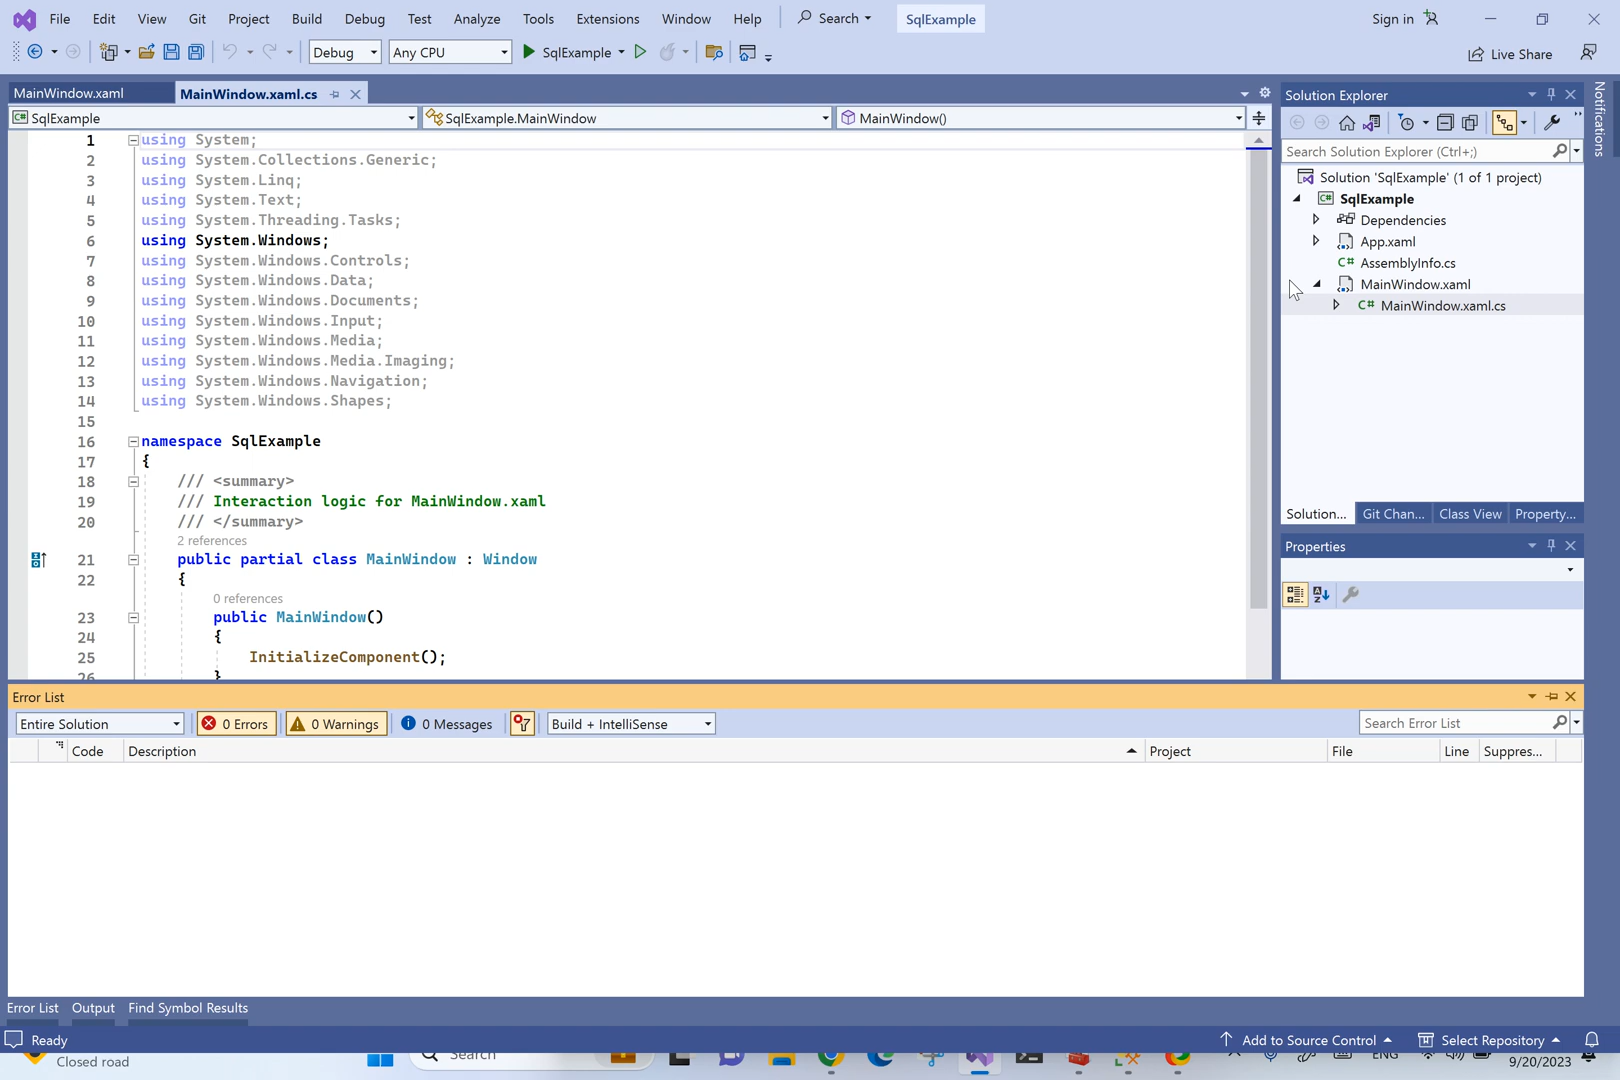 File Edit View Git Project Build Debug Test Analyze Tools Extensions Window Help Search SqlExample Sign in
Debug Any CPU SqlExample Live Share
MainWindow.xaml MainWindow.xaml.cs
SqlExample SqlExample.MainWindow MainWindow()
1 using System;
2 using System.Collections.Generic;
3 using System.Linq;
4 using System.Text;
5 using System.Threading.Tasks;
6 using System.Windows;
7 using System.Windows.Controls;
8 using System.Windows.Data;
9 using System.Windows.Documents;
10 using System.Windows.Input;
11 using System.Windows.Media;
12 using System.Windows.Media.Imaging;
13 using System.Windows.Navigation;
14 using System.Windows.Shapes;
15
16 namespace SqlExample
17 {
18 /// <summary>
19 /// Interaction logic for MainWindow.xaml
20 /// </summary>
2 references
21 public partial class MainWindow : Window
22 {
0 references
23 public MainWindow()
24 {
25 InitializeComponent();
26 }
Solution Explorer
Search Solution Explorer (Ctrl+;)
Solution 'SqlExample' (1 of 1 project)
C# SqlExample
Dependencies
App.xaml
C# AssemblyInfo.cs
MainWindow.xaml
C# MainWindow.xaml.cs
Solution... Git Chan... Class View Property...
Properties
Notifications
Error List
Entire Solution 0 Errors 0 Warnings 0 Messages Build + IntelliSense Search Error List
Code Description Project File Line Suppres...
Error List Output Find Symbol Results
Ready Add to Source Control Select Repository
Closed road Search ENG 9/20/2023